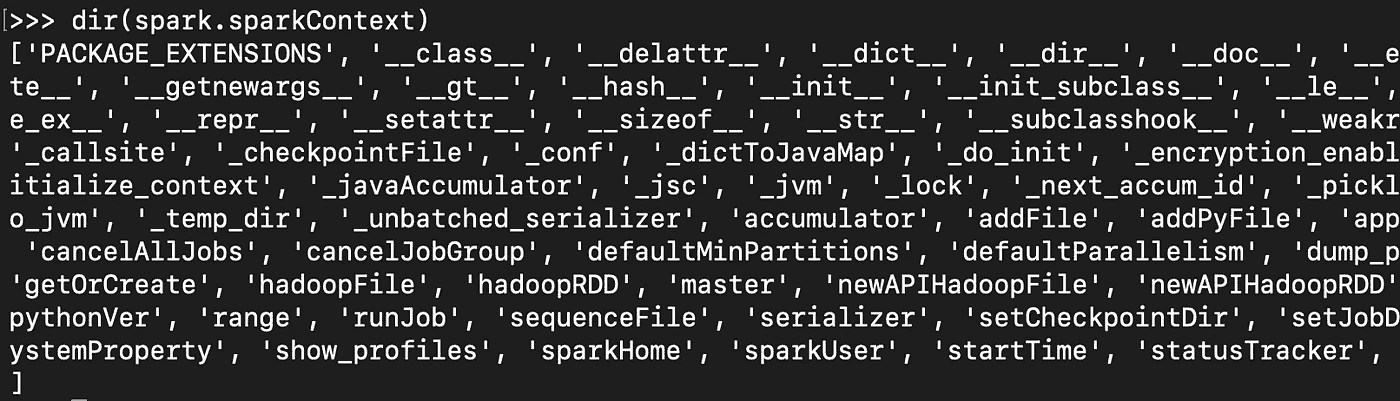 [>>> dir(spark.sparkContext)
['PACKAGE_EXTENSIONS', '__class__', '__delattr__', '__dict__', '__dir__', '__doc__', '__e
te__', '__getnewargs__', '__gt__', '__hash__', '__init__', '__init_subclass__', '__le__',
e_ex__', '__repr__', '__setattr__', '__sizeof__', '__str__', '__subclasshook__', '__weakr
'_callsite', '_checkpointFile', '_conf', '_dictToJavaMap', '_do_init', '_encryption_enabl
itialize_context', '_javaAccumulator', '_jsc', '_jvm', '_lock', '_next_accum_id', '_pickl
o_jvm', '_temp_dir', '_unbatched_serializer', 'accumulator', 'addFile', 'addPyFile', 'app
'cancelAllJobs', 'cancelJobGroup', 'defaultMinPartitions', 'defaultParallelism', 'dump_p
'getOrCreate', 'hadoopFile', 'hadoopRDD', 'master', 'newAPIHadoopFile', 'newAPIHadoopRDD'
pythonVer', 'range', 'runJob', 'sequenceFile', 'serializer', 'setCheckpointDir', 'setJobD
ystemProperty', 'show_profiles', 'sparkHome', 'sparkUser', 'startTime', 'statusTracker',
]